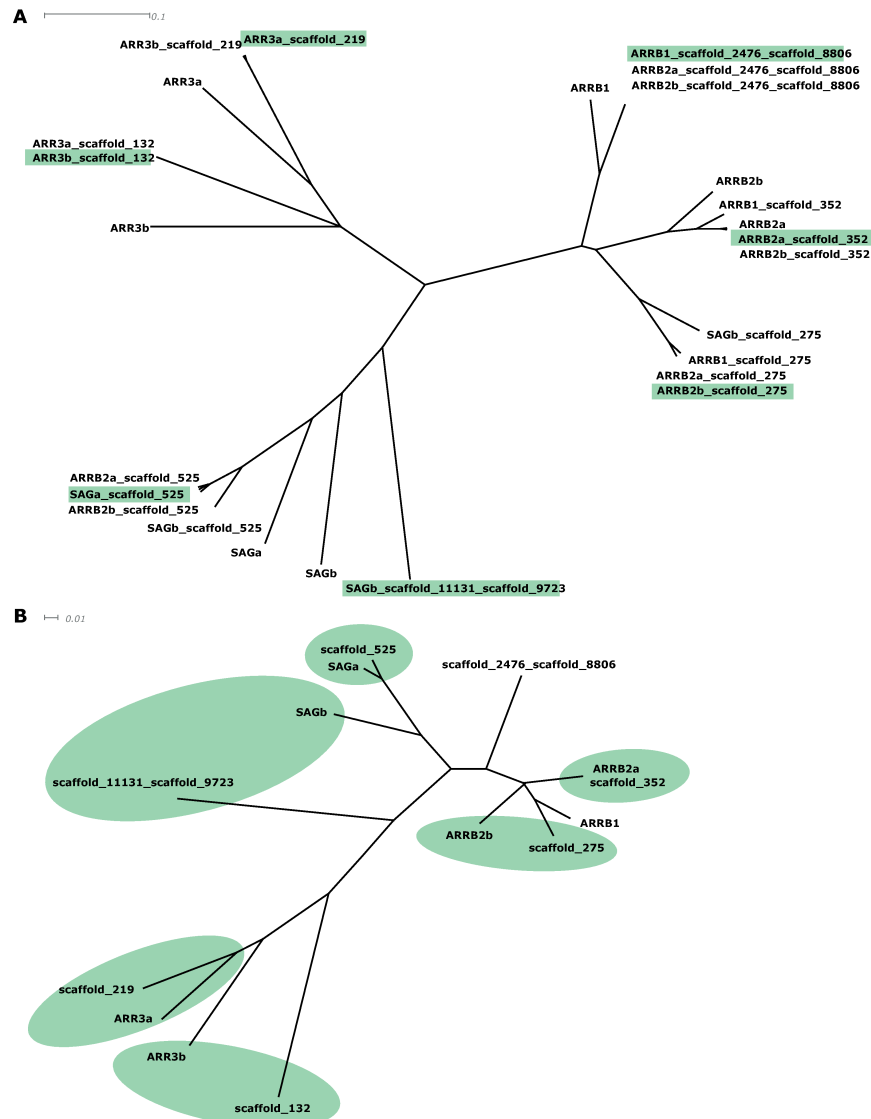 A
0.1
ARR3b_scaffold_219
ARR3a_scaffold_219
ARR3a
ARR3a_scaffold_132
ARR3b_scaffold_132
ARR3b
ARRB1_scaffold_2476_scaffold_8806
ARRB2a_scaffold_2476_scaffold_8806
ARRB2b_scaffold_2476_scaffold_8806
ARRB1
ARRB2b
ARRB1_scaffold_352
ARRB2a
ARRB2a_scaffold_352
ARRB2b_scaffold_352
SAGb_scaffold_275
ARRB1_scaffold_275
ARRB2a_scaffold_275
ARRB2b_scaffold_275
ARRB2a_scaffold_525
SAGa_scaffold_525
ARRB2b_scaffold_525
SAGb_scaffold_525
SAGa
SAGb
SAGb_scaffold_11131_scaffold_9723
B
0.01
scaffold_525
SAGa
scaffold_2476_scaffold_8806
SAGb
scaffold_11131_scaffold_9723
ARRB2a
scaffold_352
ARRB1
ARRB2b
scaffold_275
scaffold_219
ARR3a
ARR3b
scaffold_132